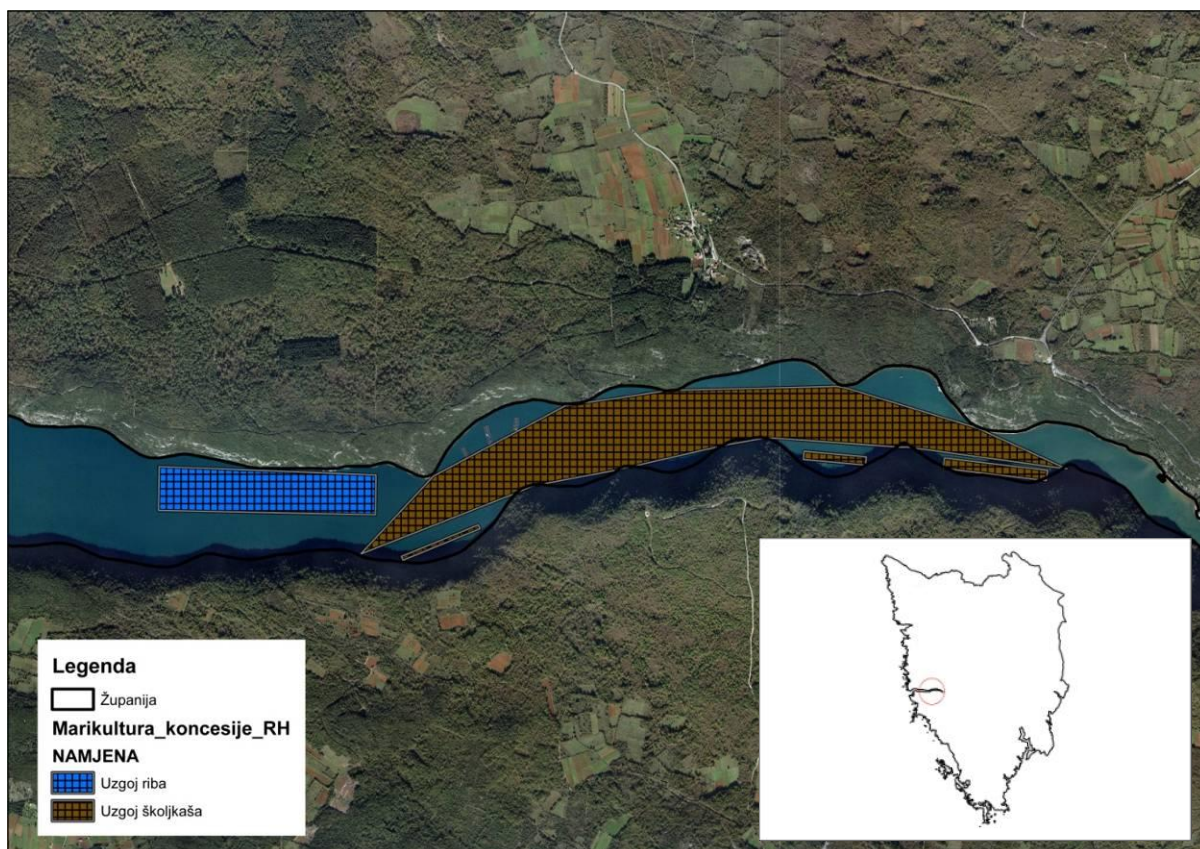 Legenda
Županija
Marikultura_koncesije_RH
NAMJENA
Uzgoj riba
Uzgoj školjkaša